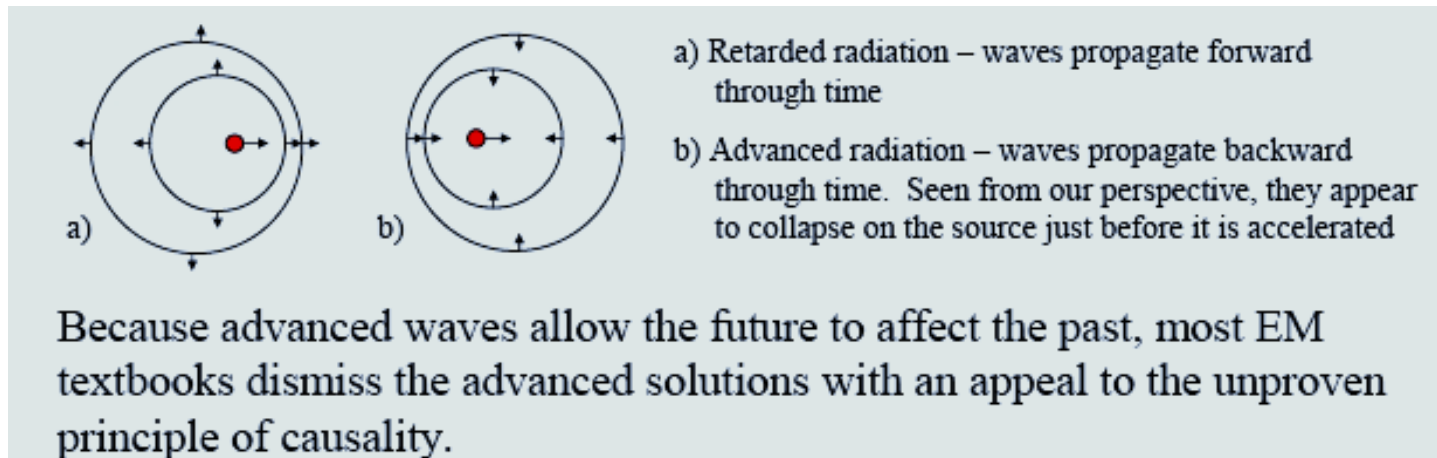 a) Retarded radiation – waves propagate forward
through time
b) Advanced radiation – waves propagate backward
through time. Seen from our perspective, they appear
to collapse on the source just before it is accelerated
a)
b)
Because advanced waves allow the future to affect the past, most EM
textbooks dismiss the advanced solutions with an appeal to the unproven
principle of causality.